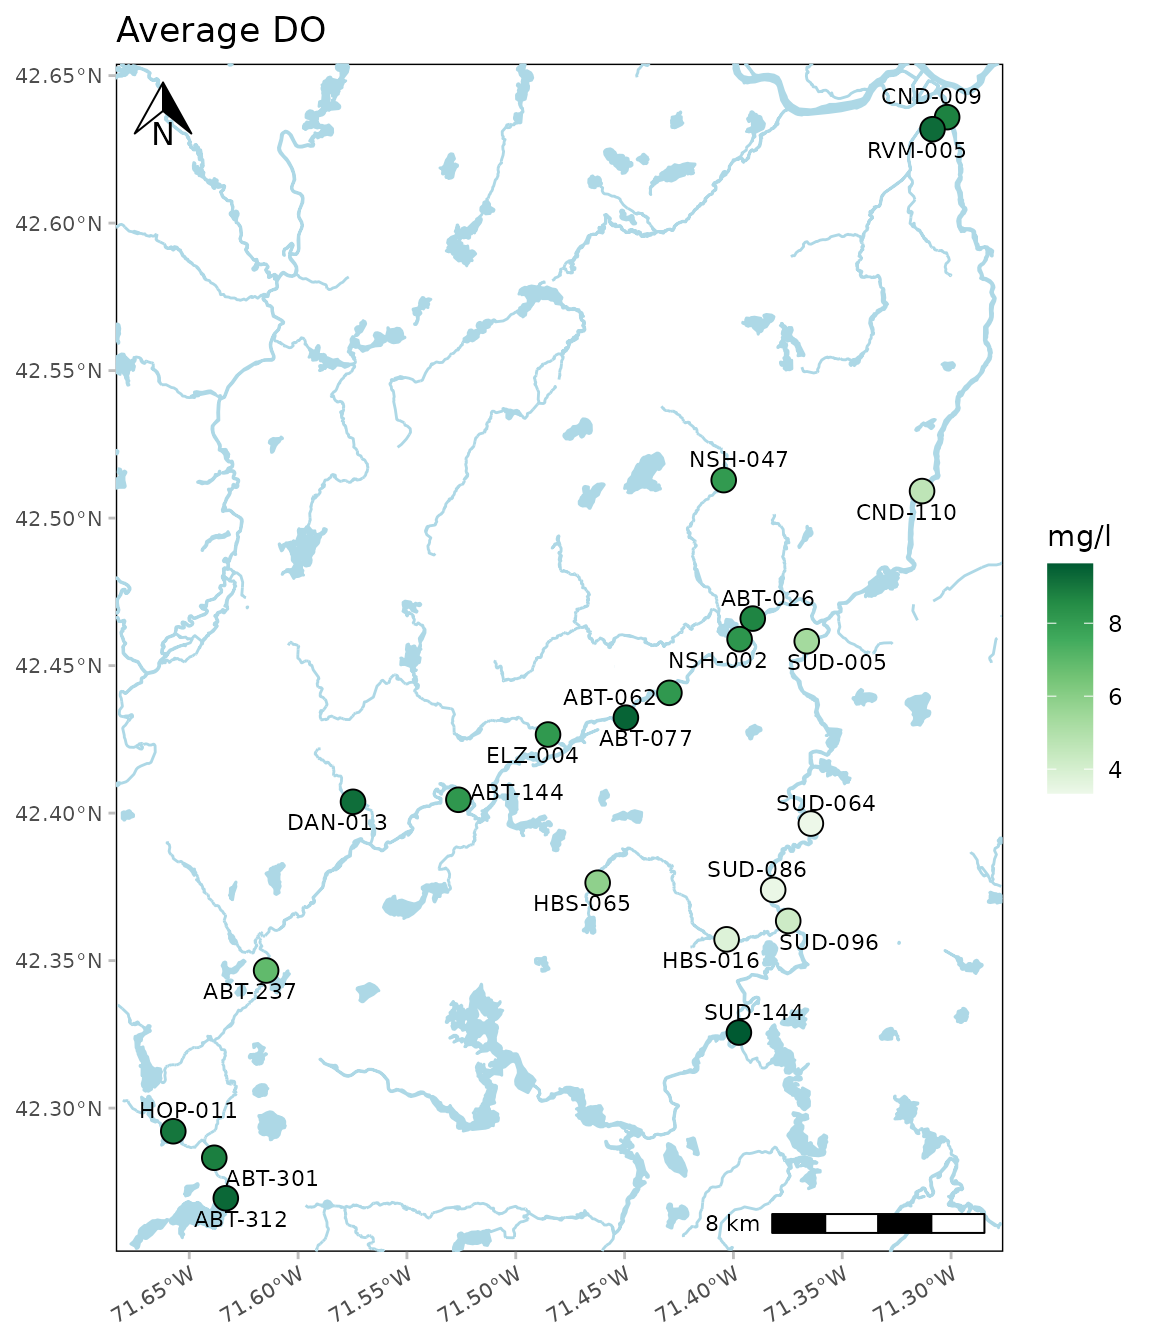 Average DO
42.65°N
42.60°N
42.55°N
42.50°N
42.45°N
42.40°N
42.35°N
42.30°N
N
CND-009
RVM-005
NSH-047
CND-110
ABT-026
NSH-002
SUD-005
ABT-062
ABT-077
ELZ-004
ABT-144
DAN-013
SUD-064
SUD-086
HBS-065
SUD-096
HBS-016
ABT-237
SUD-144
HOP-011
ABT-301
ABT-312
8 km
71.65°W
71.60°W
71.55°W
71.50°W
71.45°W
71.40°W
71.35°W
71.30°W
mg/l
8
6
4